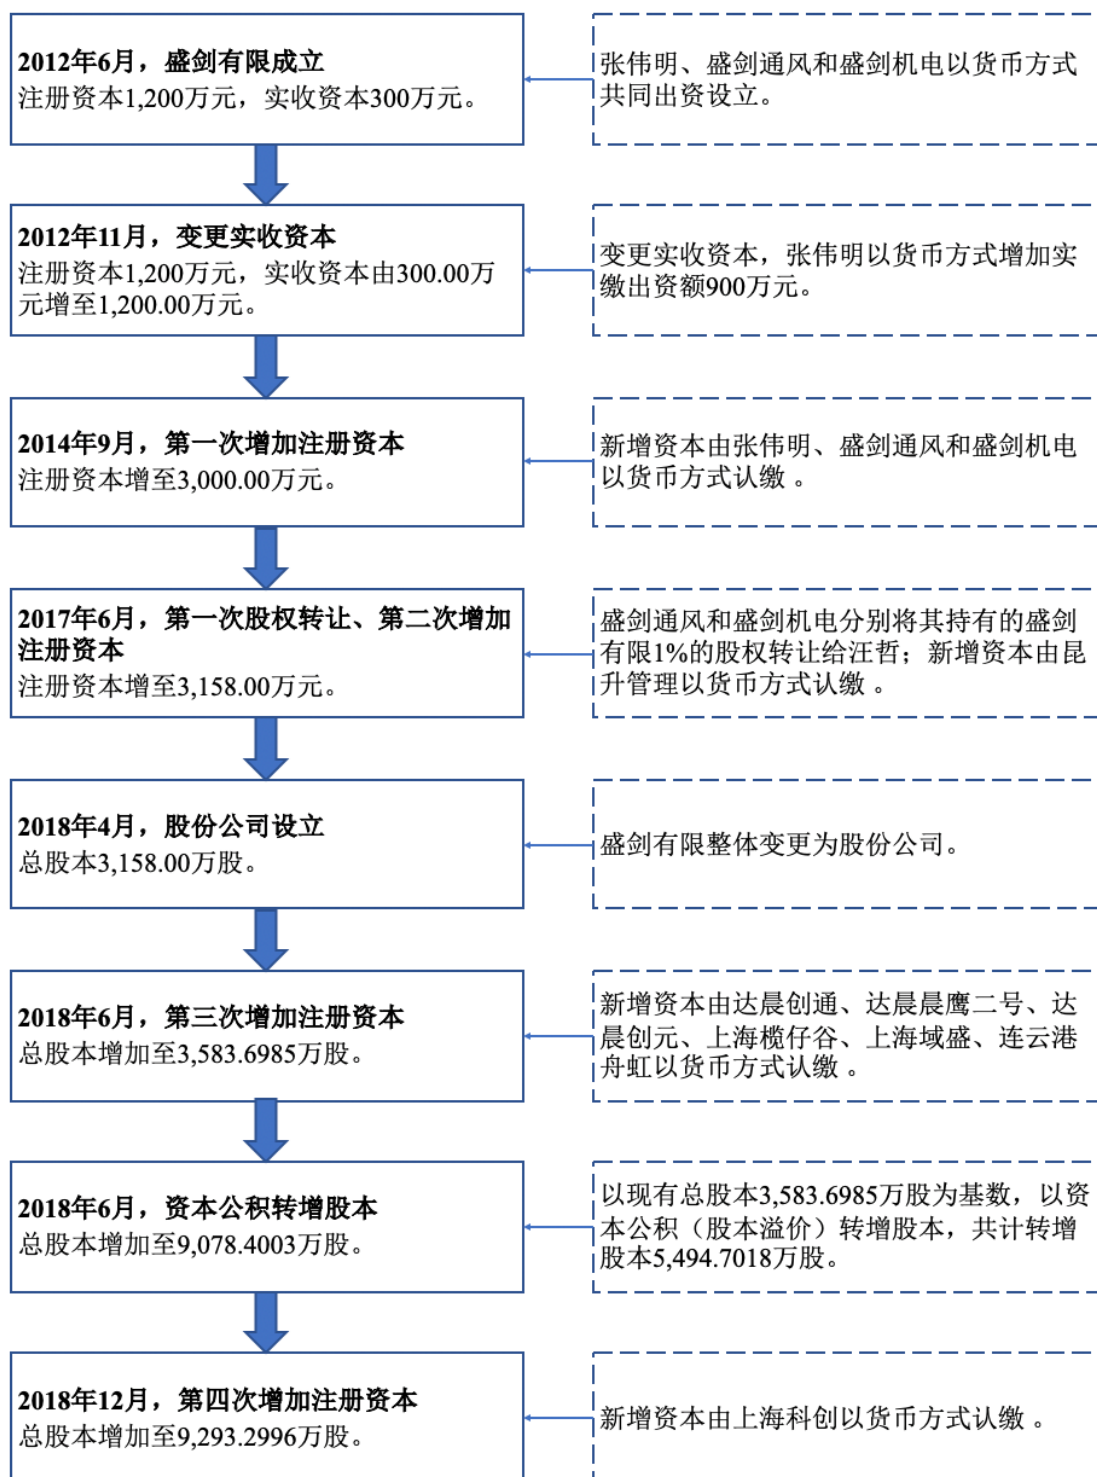 2012年6月，盛剑有限成立
注册资本1,200万元，实收资本300万元。
张伟明、盛剑通风和盛剑机电以货币方式
共同出资设立。
2012年11月，变更实收资本
注册资本1,200万元，实收资本由300.00万
元增至1,200.00万元。
变更实收资本，张伟明以货币方式增加实
缴出资额900万元。
2014年9月，第一次增加注册资本
注册资本增至3,000.00万元。
新增资本由张伟明、盛剑通风和盛剑机电
以货币方式认缴 。
2017年6月，第一次股权转让、第二次增加
注册资本
注册资本增至3,158.00万元。
盛剑通风和盛剑机电分别将其持有的盛剑
有限1%的股权转让给汪哲；新增资本由昆
升管理以货币方式认缴 。
2018年4月，股份公司设立
总股本3,158.00万股。
盛剑有限整体变更为股份公司。
2018年6月，第三次增加注册资本
总股本增加至3,583.6985万股。
新增资本由达晨创通、达晨晨鹰二号、达
晨创元、上海榄仔谷、上海域盛、连云港
舟虹以货币方式认缴 。
2018年6月，资本公积转增股本
总股本增加至9,078.4003万股。
以现有总股本3,583.6985万股为基数，以资
本公积（股本溢价）转增股本，共计转增
股本5,494.7018万股。
2018年12月，第四次增加注册资本
总股本增加至9,293.2996万股。
新增资本由上海科创以货币方式认缴 。